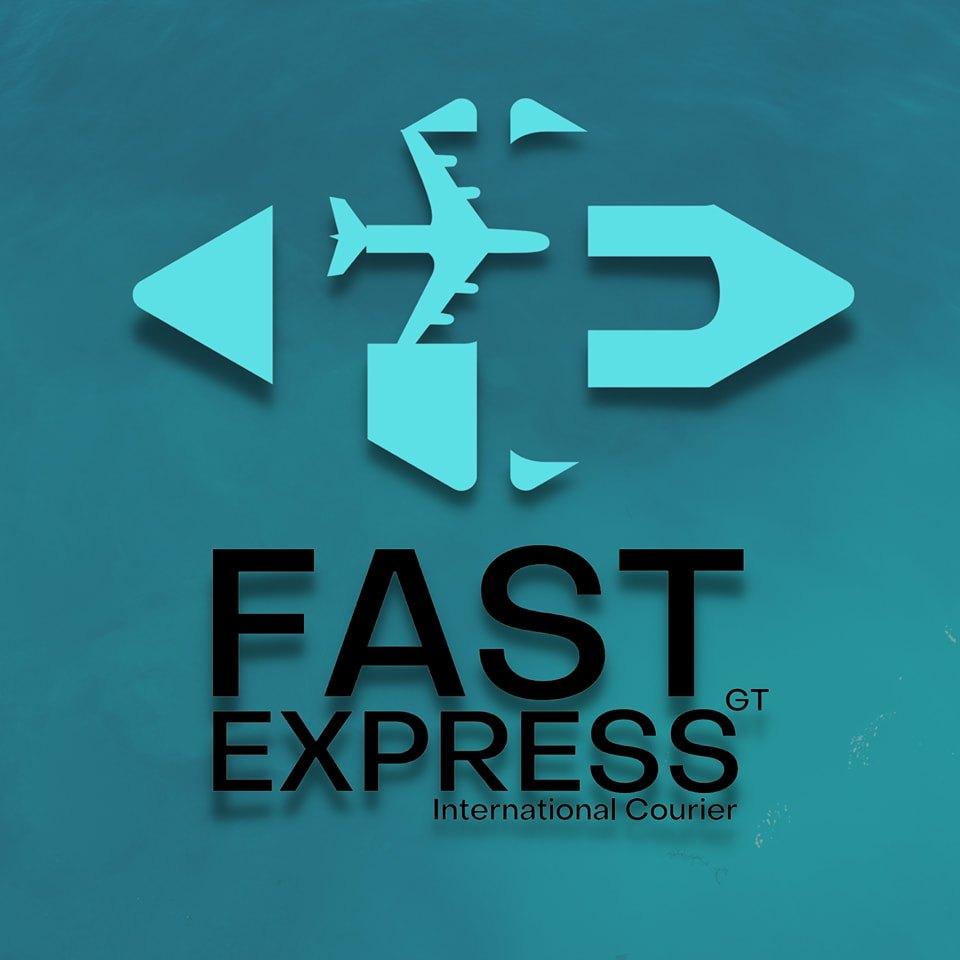 FAST
GT
EXPRESS
International Courier